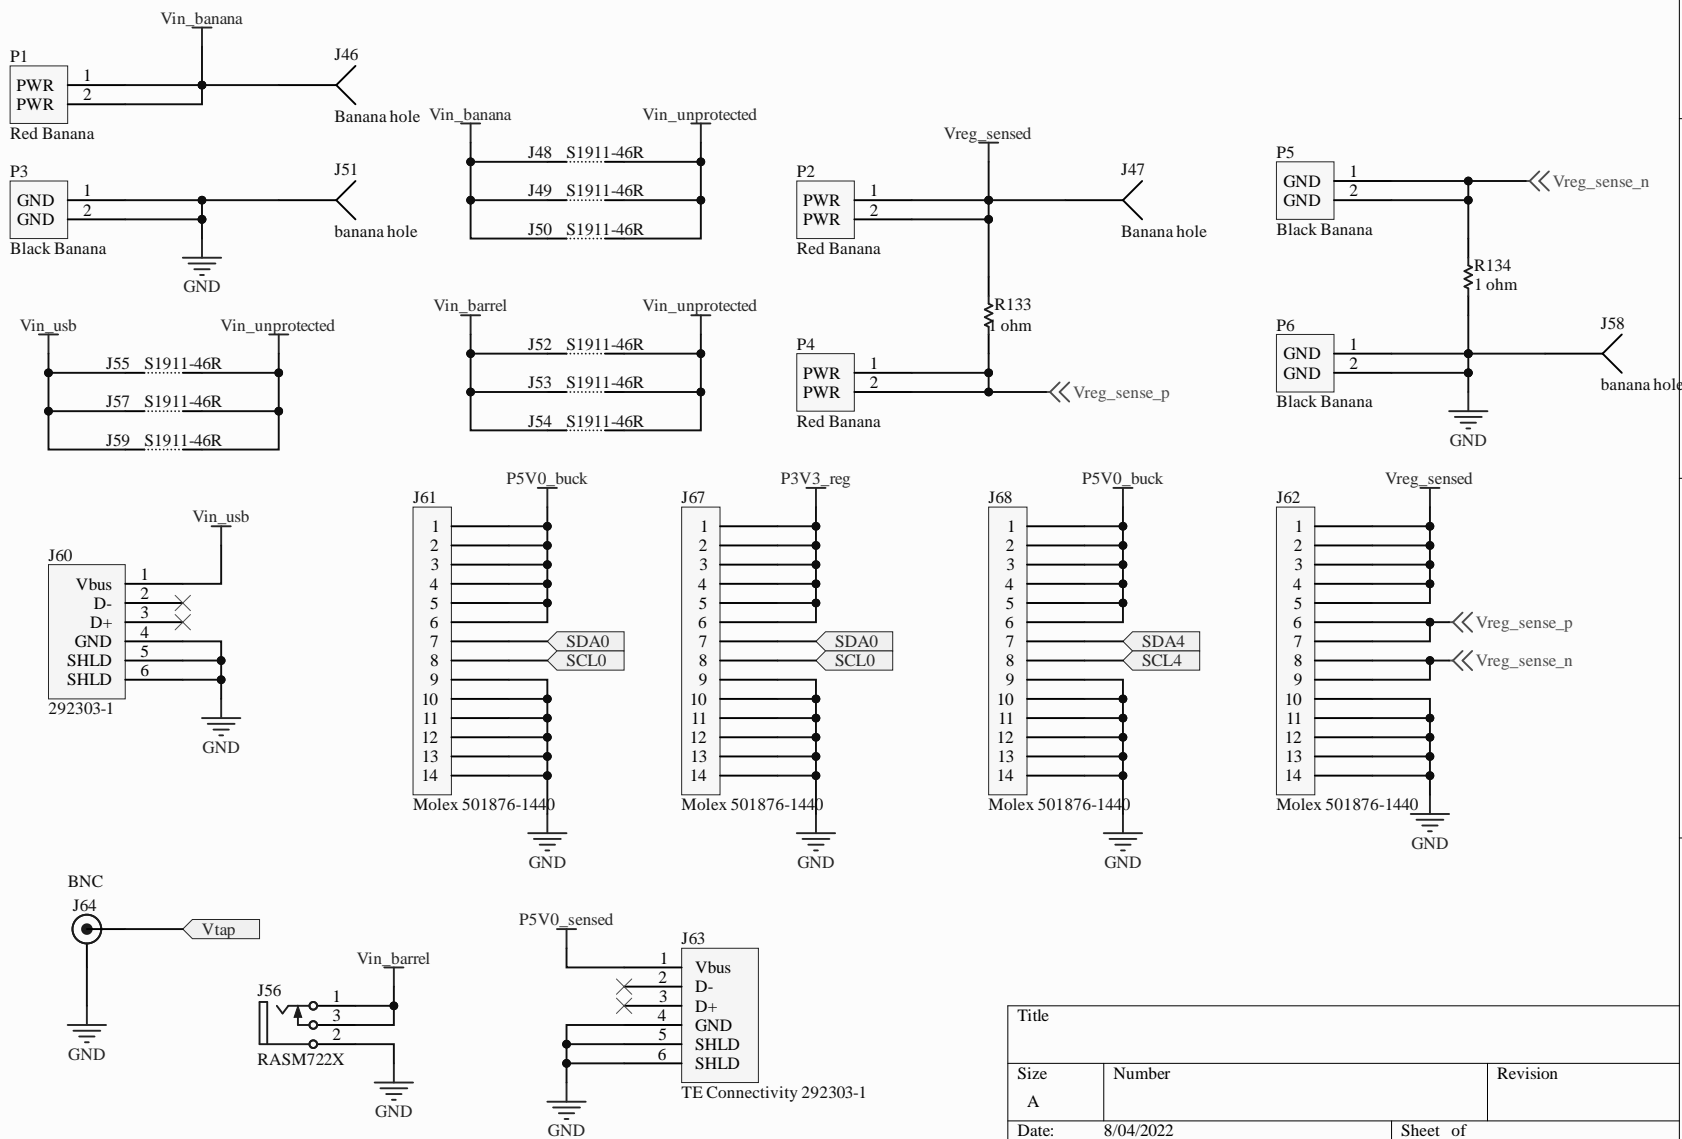 Vin_banana
P1
PWR 1
PWR 2
Red Banana
J46
Banana hole
P3
GND 1
GND 2
Black Banana
J51
banana hole
GND
Vin_banana
Vin_unprotected
J48 S1911-46R
J49 S1911-46R
J50 S1911-46R
Vreg_sensed
P2
PWR 1
PWR 2
Red Banana
J47
Banana hole
R133
1 ohm
P4
PWR 1
PWR 2
Red Banana
Vreg_sense_p
P5
GND 1
GND 2
Black Banana
Vreg_sense_n
R134
1 ohm
P6
GND 1
GND 2
Black Banana
J58
banana hole
GND
Vin_usb
Vin_unprotected
J55 S1911-46R
J57 S1911-46R
J59 S1911-46R
Vin_barrel
Vin_unprotected
J52 S1911-46R
J53 S1911-46R
J54 S1911-46R
Vin_usb
J60
Vbus 1
D- 2
D+ 3
GND 4
SHLD 5
SHLD 6
292303-1
GND
P5V0_buck
J61
1
2
3
4
5
6
7 SDA0
8 SCL0
9
10
11
12
13
14
Molex 501876-1440
GND
P3V3_reg
J67
1
2
3
4
5
6
7 SDA0
8 SCL0
9
10
11
12
13
14
Molex 501876-1440
GND
P5V0_buck
J68
1
2
3
4
5
6
7 SDA4
8 SCL4
9
10
11
12
13
14
Molex 501876-1440
GND
Vreg_sensed
J62
1
2
3
4
5
6 Vreg_sense_p
7
8 Vreg_sense_n
9
10
11
12
13
14
Molex 501876-1440
GND
BNC
J64
Vtap
GND
Vin_barrel
J56
1
3
2
RASM722X
GND
P5V0_sensed
J63
1 Vbus
2 D-
3 D+
4 GND
5 SHLD
6 SHLD
TE Connectivity 292303-1
GND
Title
Size Number Revision
A
Date: 8/04/2022 Sheet of